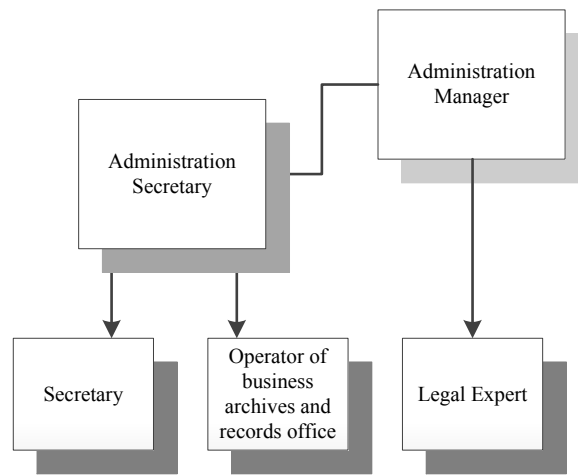 Administration
Manager
Administration
Secretary
Secretary
Operator of
business
archives and
records office
Legal Expert